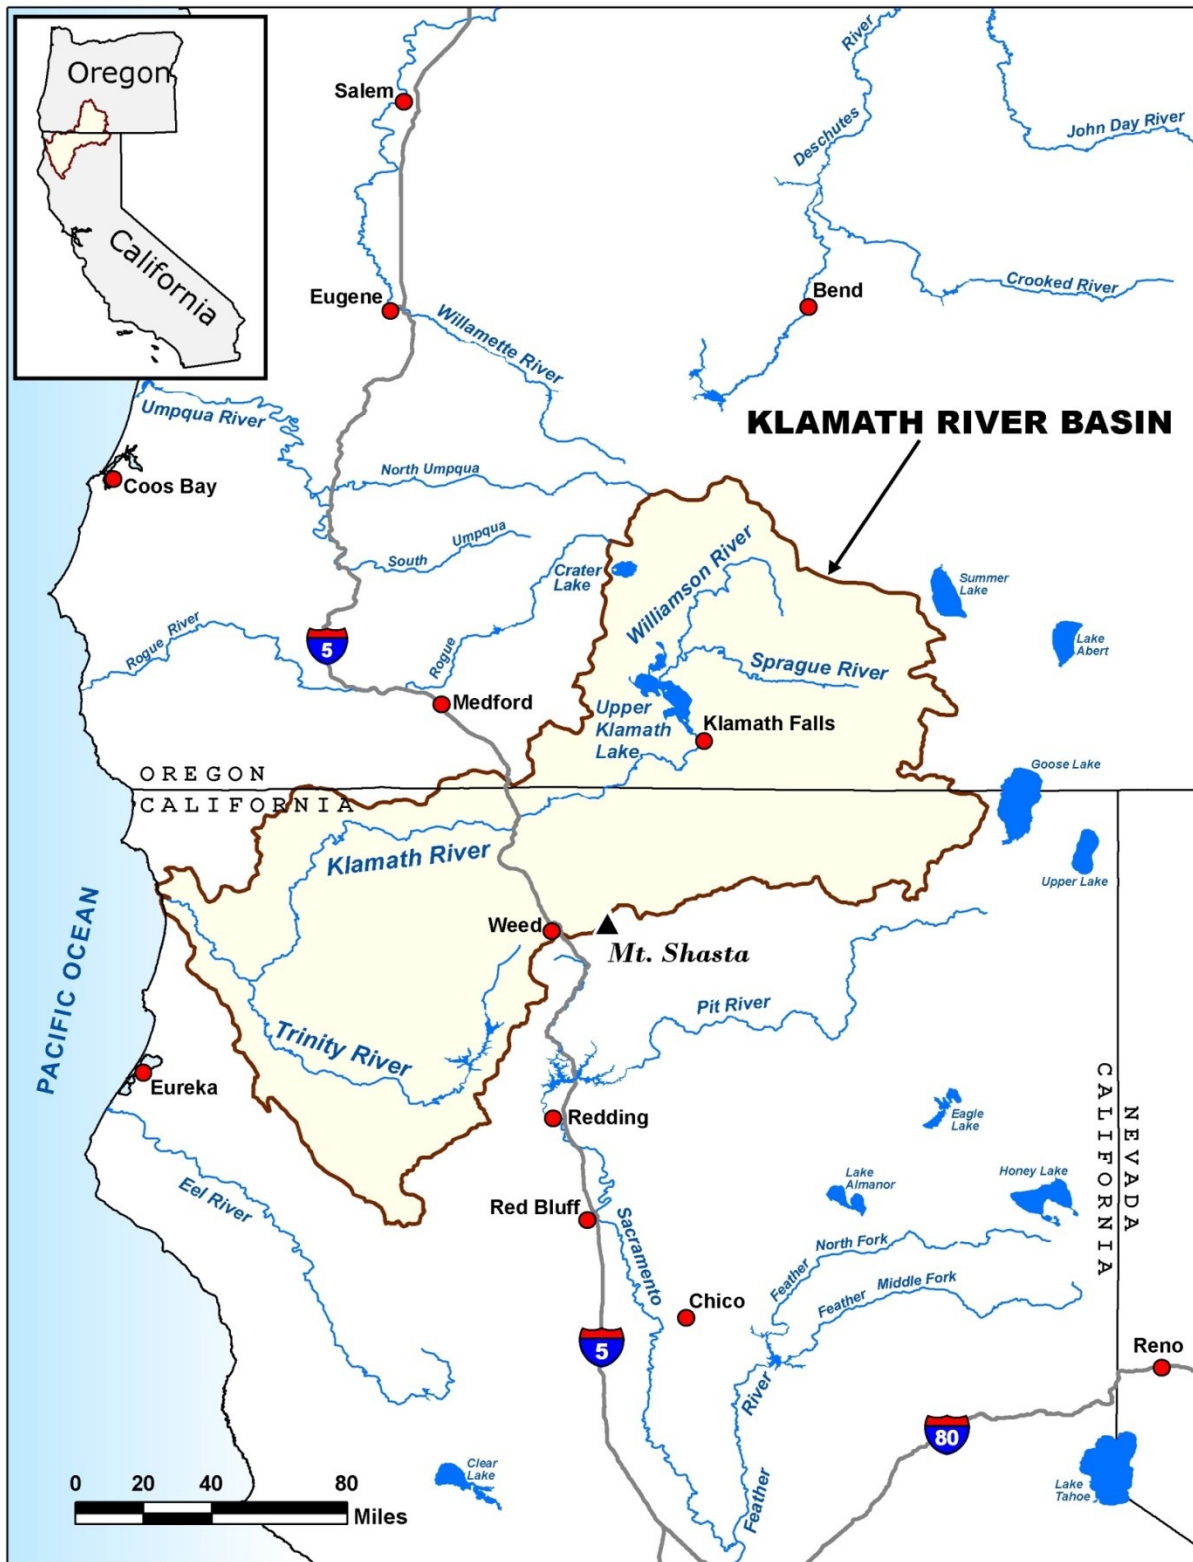 Oregon
California
Salem
River
Deschutes
John Day River
Eugene
Willamette River
Bend
Crooked River
Umpqua River
KLAMATH RIVER BASIN
Coos Bay
North Umpqua
South Umpqua
Crater
Lake
Williamson River
Summer
Lake
Lake
Abert
Rogue River
5
Rogue
Sprague River
Medford
Upper
Klamath
Lake
Klamath Falls
OREGON
CALIFORNIA
Goose Lake
Klamath River
Upper Lake
PACIFIC OCEAN
Weed
Mt. Shasta
Pit River
Trinity River
Eureka
Redding
CALIFORNIA
NEVADA
Eagle
Lake
Eel River
Red Bluff
Lake
Almanor
Honey Lake
Sacramento
Feather North Fork
Feather Middle Fork
Chico
5
Reno
Feather River
80
Clear
Lake
Lake
Tahoe
0 20 40 80
Miles